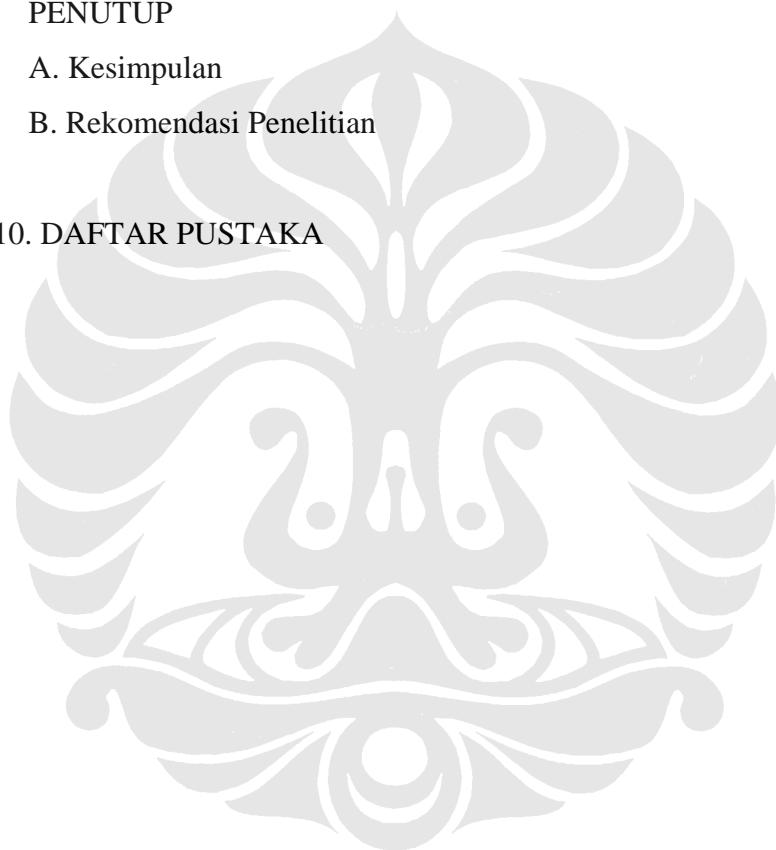 PENUTUP
A. Kesimpulan
B. Rekomendasi Penelitian
10. DAFTAR PUSTAKA